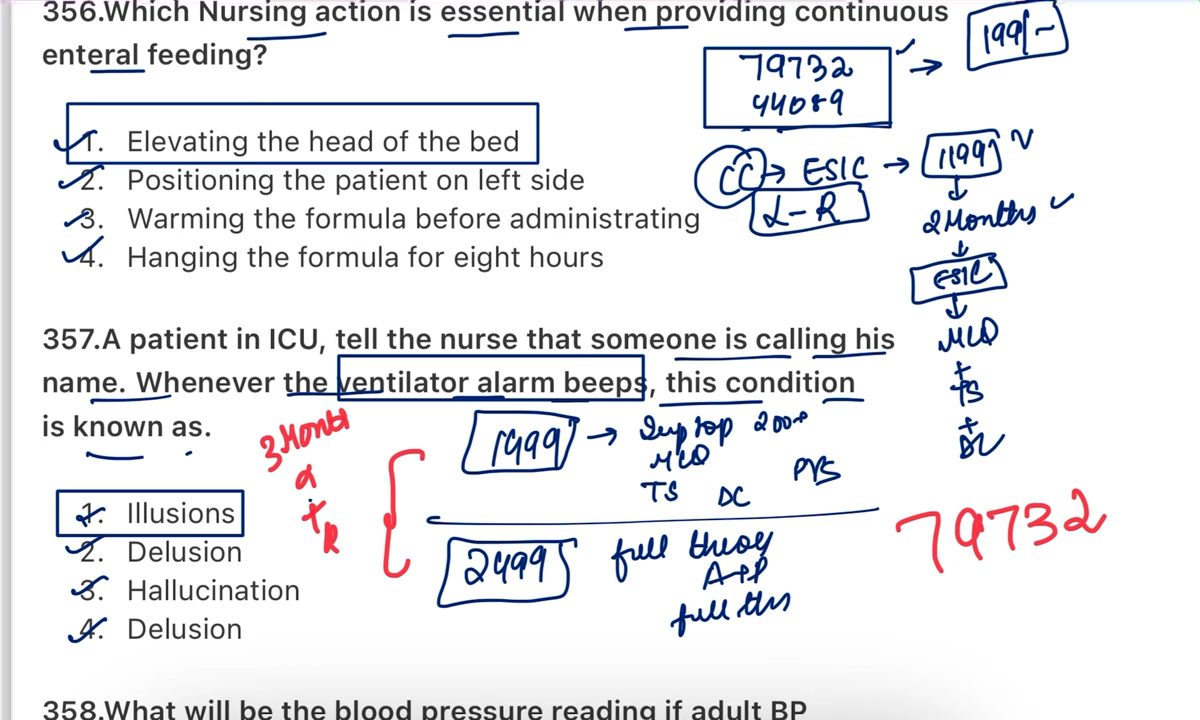 356.Which Nursing action is essential when providing continuous
enteral feeding?
1. Elevating the head of the bed
2. Positioning the patient on left side
3. Warming the formula before administrating
4. Hanging the formula for eight hours
79732
44089
199/-
CC → ESIC → 1199
L-R
2 Months
ESIC
MCQ
+
TS
+
DC
357.A patient in ICU, tell the nurse that someone is calling his
name. Whenever the ventilator alarm beeps, this condition
is known as.
1. Illusions
2. Delusion
3. Hallucination
4. Delusion
3 Month
+
R
1999 → top 200+
MCQ
TS DC
2499 full theory
APP
full
79732
358.What will be the blood pressure reading if adult BP